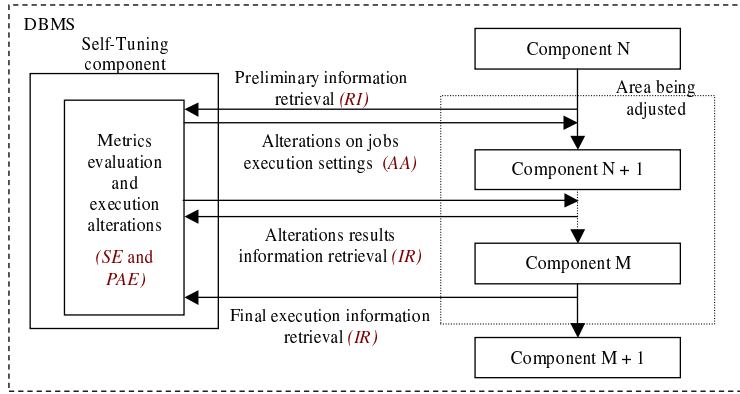 DBMS
Self-Tuning
component
Metrics
evaluation
and
execution
alterations
(SE and
PAE)
Preliminary information
retrieval (RI)
Alterations on jobs
execution settings (AA)
Alterations results
information retrieval (IR)
Final execution information
retrieval (IR)
Component N
Area being
adjusted
Component N + 1
Component M
Component M + 1